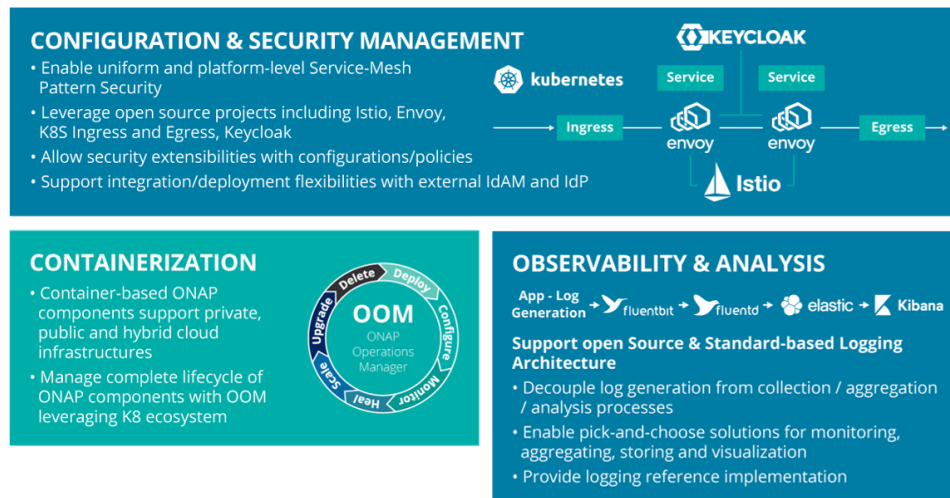 CONFIGURATION & SECURITY MANAGEMENT
• Enable uniform and platform-level Service-Mesh
Pattern Security
• Leverage open source projects including Istio, Envoy,
K8S Ingress and Egress, Keycloak
• Allow security extensibilities with configurations/policies
• Support integration/deployment flexibilities with external IdAM and IdP
KEYCLOAK
kubernetes
Service
Service
Ingress
envoy
envoy
Egress
Istio
CONTAINERIZATION
• Container-based ONAP
components support private,
public and hybrid cloud
infrastructures
• Manage complete lifecycle of
ONAP components with OOM
leveraging K8 ecosystem
OOM
ONAP
Operations
Manager
Deploy
Configure
Monitor
Heal
Scale
Upgrade
Delete
OBSERVABILITY & ANALYSIS
App - Log
Generation
fluentbit
fluentd
elastic
Kibana
Support open Source & Standard-based Logging
Architecture
• Decouple log generation from collection / aggregation
/ analysis processes
• Enable pick-and-choose solutions for monitoring,
aggregating, storing and visualization
• Provide logging reference implementation